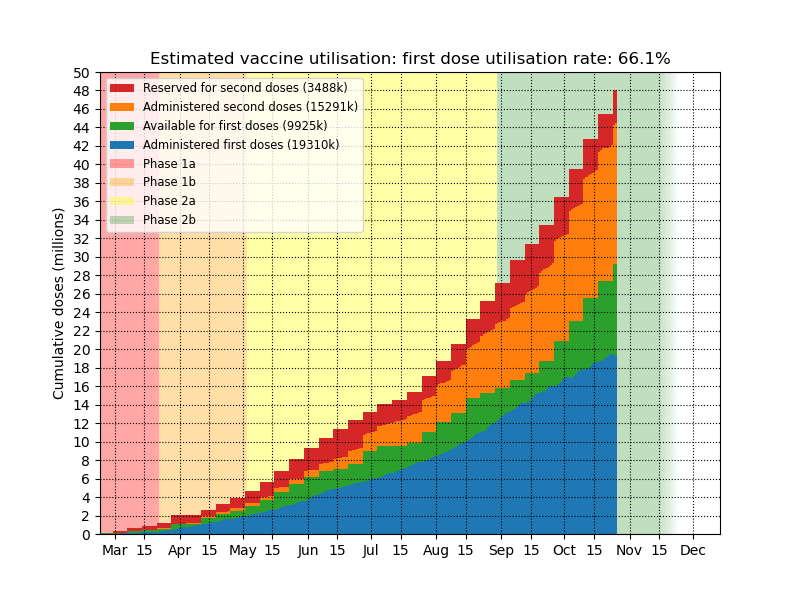 Estimated vaccine utilisation: first dose utilisation rate: 66.1%
Cumulative doses (millions)
50
48
46
44
42
40
38
36
34
32
30
28
26
24
22
20
18
16
14
12
10
8
6
4
2
0
Reserved for second doses (3488k)
Administered second doses (15291k)
Available for first doses (9925k)
Administered first doses (19310k)
Phase 1a
Phase 1b
Phase 2a
Phase 2b
Mar 15 Apr 15 May 15 Jun 15 Jul 15 Aug 15 Sep 15 Oct 15 Nov 15 Dec